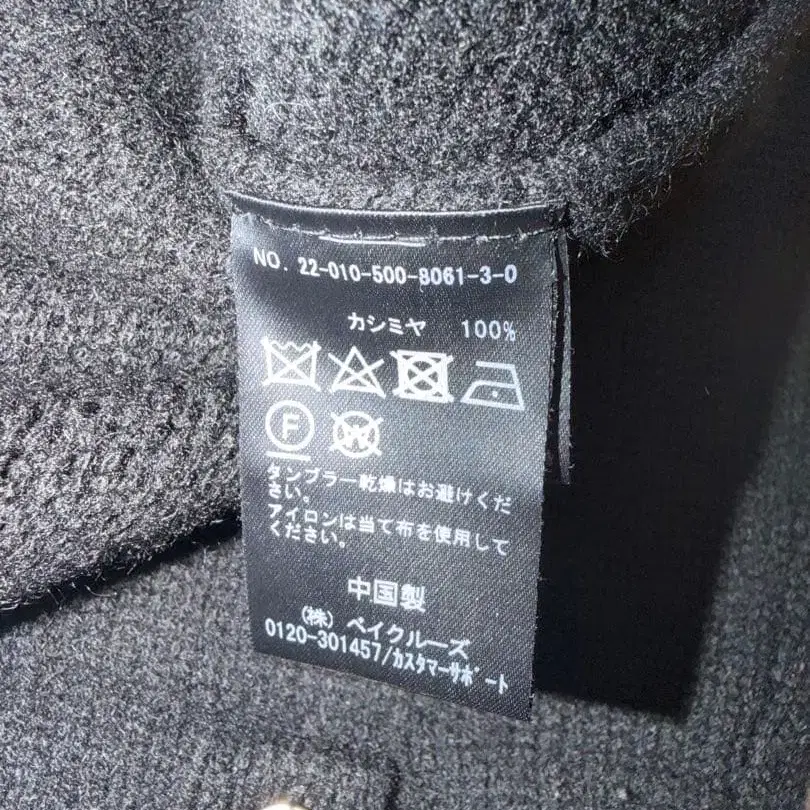 NO. 22-010-500-8061-3-0
カシミヤ 100%
F
W
タンブラー乾燥はお避けくだ
さい。
アイロンは当て布を使用して
ください。
中国製
(株) ベイクルーズ
0120-301457/カスタマーサポート